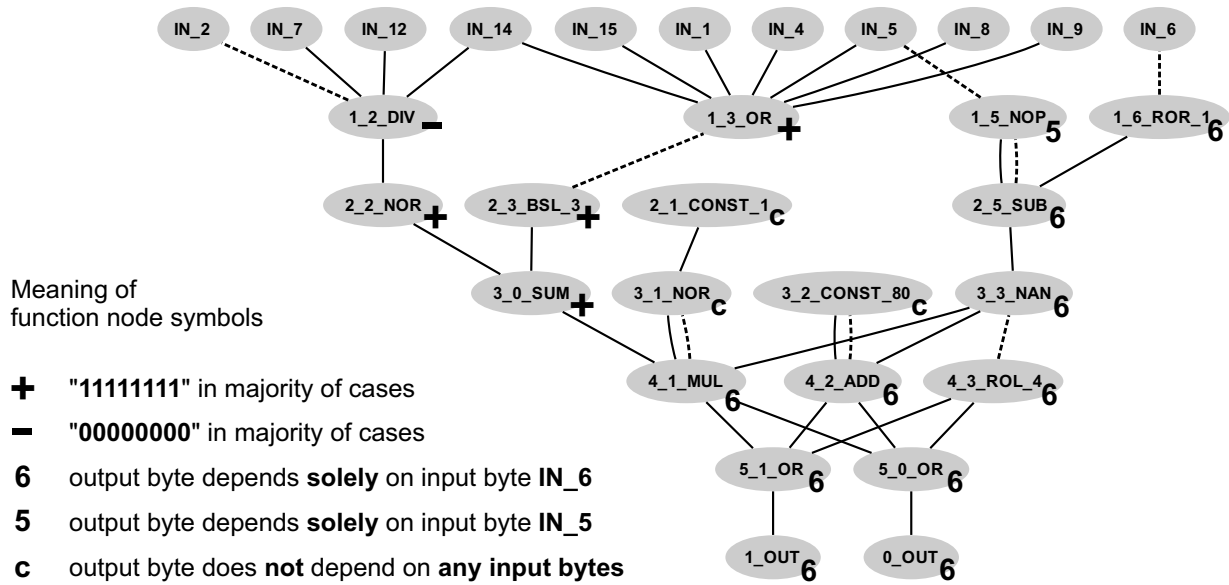 IN_2 IN_7 IN_12 IN_14 IN_15 IN_1 IN_4 IN_5 IN_8 IN_9 IN_6
1_2_DIV - 1_3_OR + 1_5_NOP 5 1_6_ROR_1 6
2_2_NOR + 2_3_BSL_3 + 2_1_CONST_1 c 2_5_SUB 6
3_0_SUM + 3_1_NOR c 3_2_CONST_80 c 3_3_NAN 6
4_1_MUL 6 4_2_ADD 6 4_3_ROL_4 6
5_1_OR 6 5_0_OR 6
1_OUT 6 0_OUT 6
Meaning of
function node symbols
+ "11111111" in majority of cases
- "00000000" in majority of cases
6 output byte depends solely on input byte IN_6
5 output byte depends solely on input byte IN_5
c output byte does not depend on any input bytes